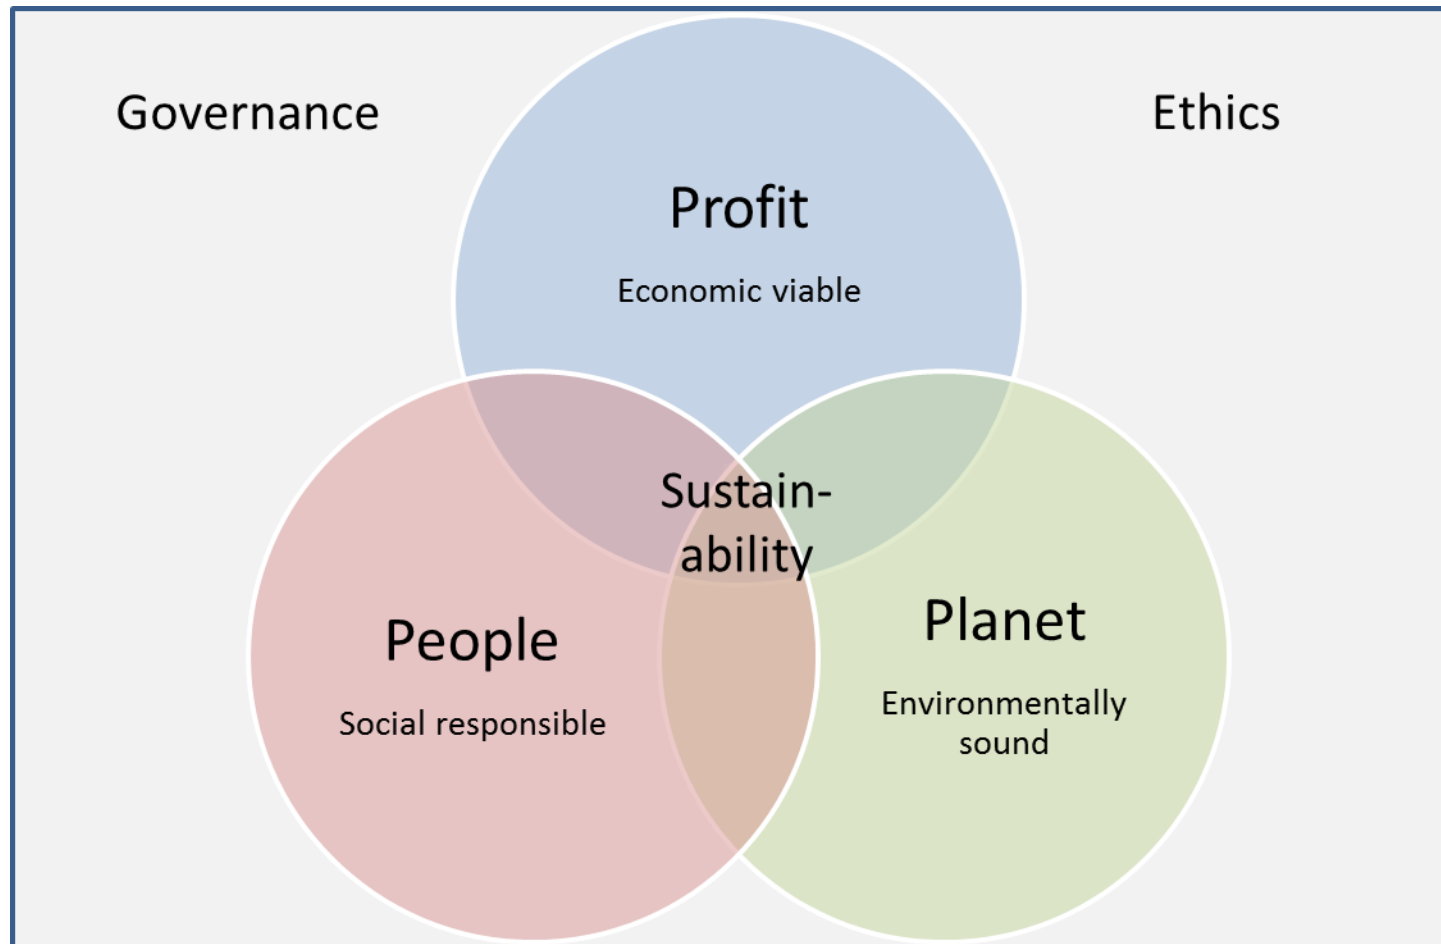 Governance
Ethics
Profit
Economic viable
Sustain-
ability
People
Social responsible
Planet
Environmentally
sound